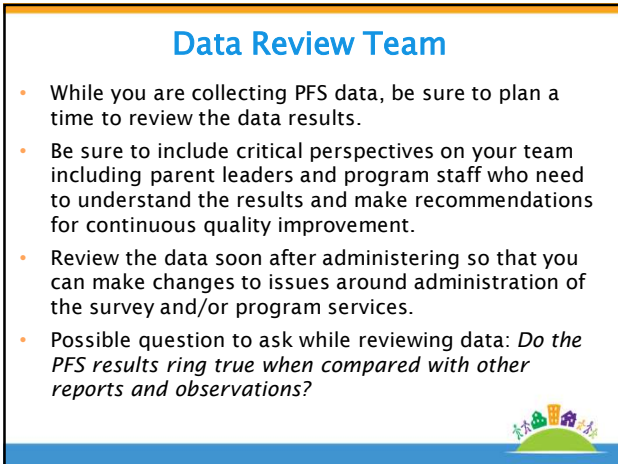 Data Review Team
• While you are collecting PFS data, be sure to plan a
time to review the data results.
• Be sure to include critical perspectives on your team
including parent leaders and program staff who need
to understand the results and make recommendations
for continuous quality improvement.
• Review the data soon after administering so that you
can make changes to issues around administration of
the survey and/or program services.
• Possible question to ask while reviewing data: Do the
PFS results ring true when compared with other
reports and observations?